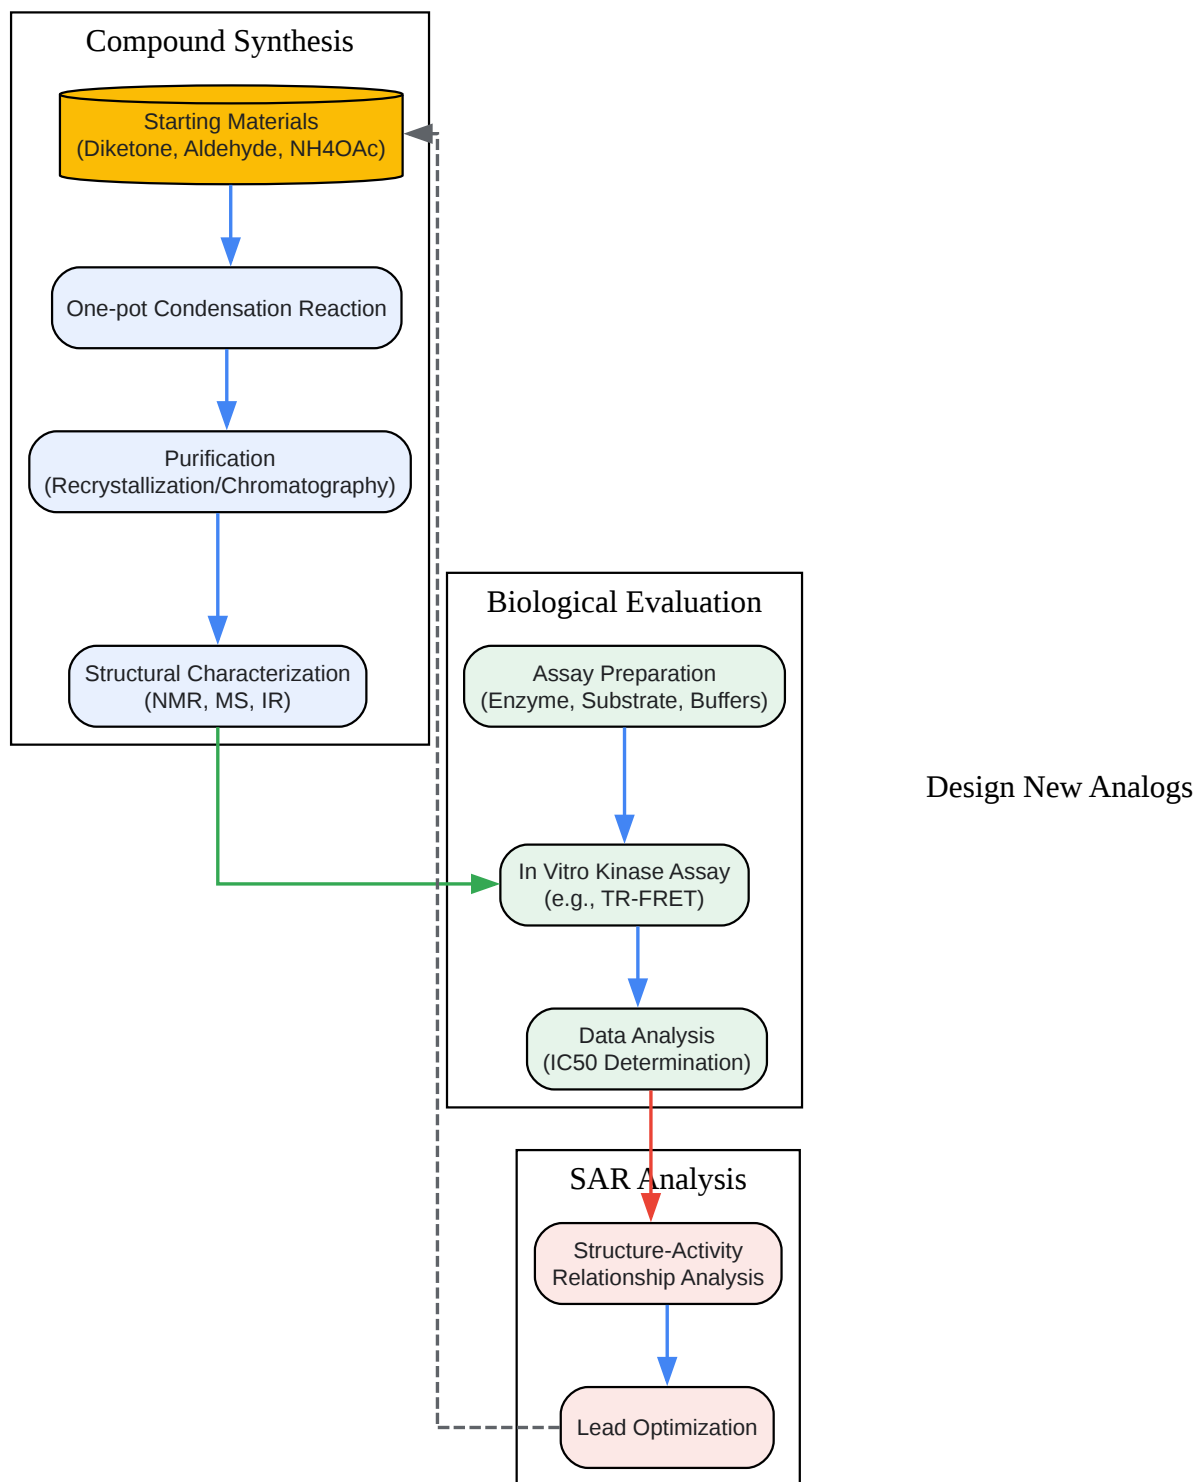 Compound Synthesis
Starting Materials
(Diketone, Aldehyde, NH4OAc)
One-pot Condensation Reaction
Purification
(Recrystallization/Chromatography)
Structural Characterization
(NMR, MS, IR)
Biological Evaluation
Assay Preparation
(Enzyme, Substrate, Buffers)
Design New Analogs
In Vitro Kinase Assay
(e.g., TR-FRET)
Data Analysis
(IC50 Determination)
SAR Analysis
Structure-Activity
Relationship Analysis
Lead Optimization